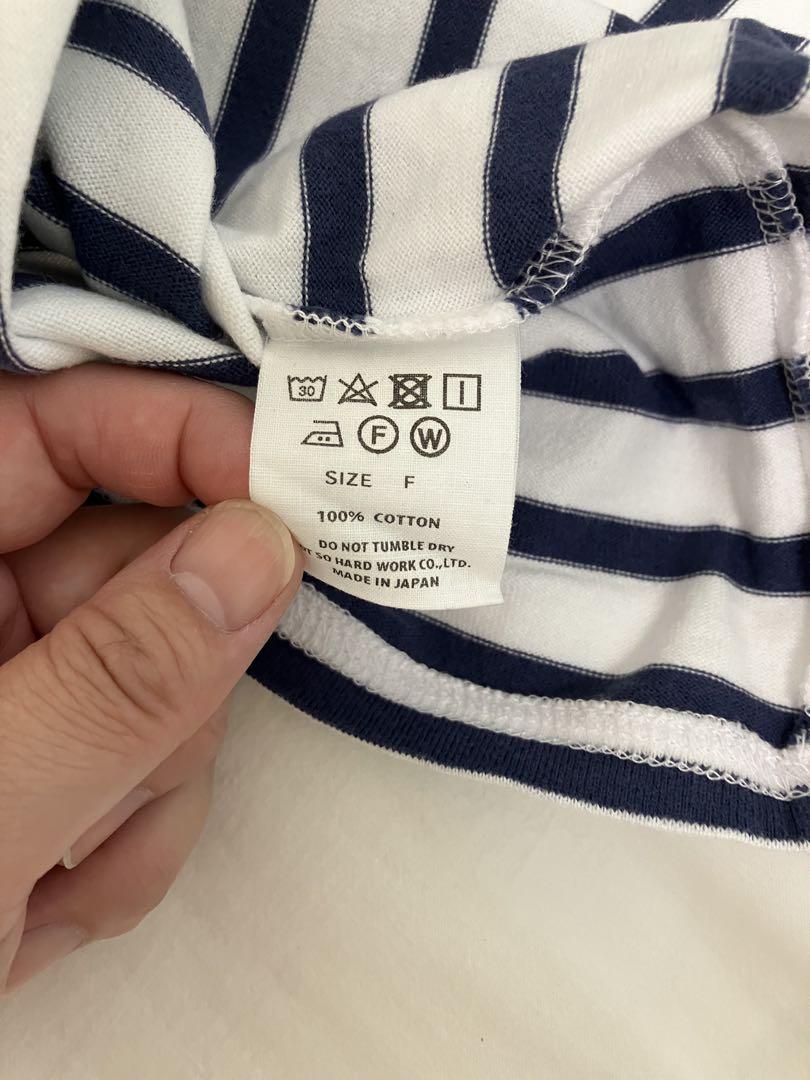 30
F W
SIZE F
100% COTTON
DO NOT TUMBLE DRY
SO HARD WORK CO.,LTD.
MADE IN JAPAN